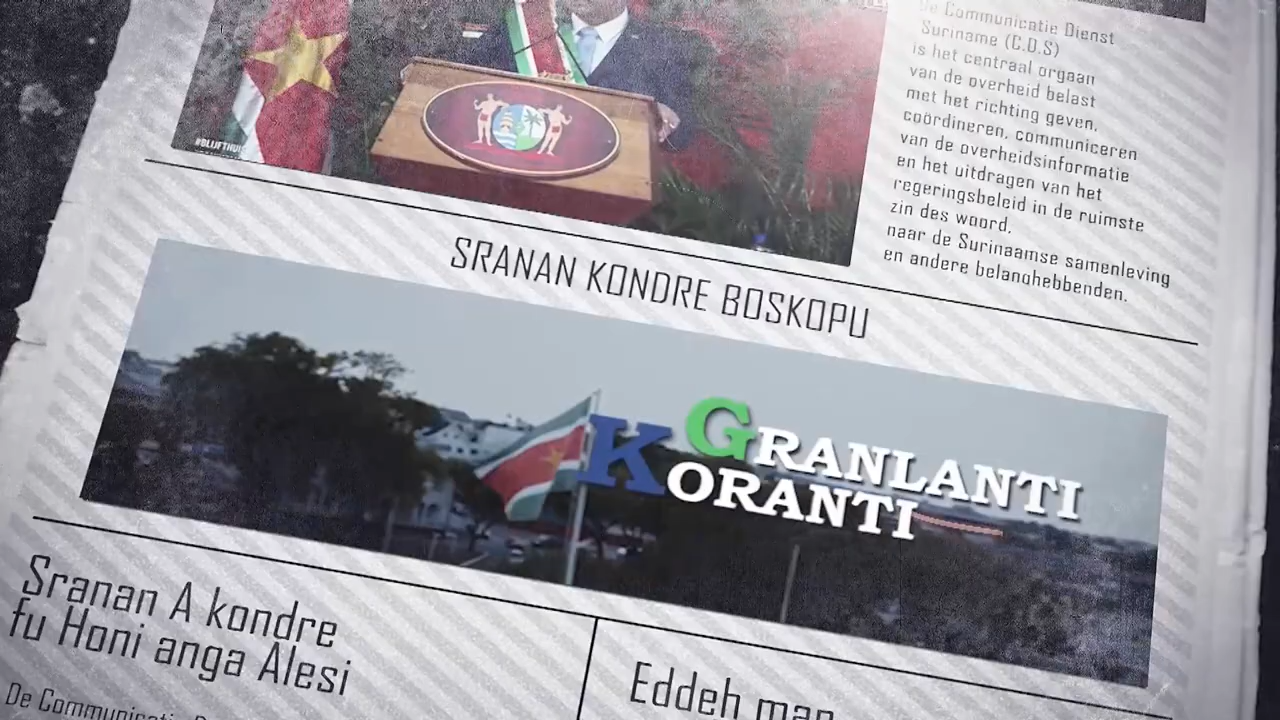 De Communicatie Dienst
Suriname (C.D.S)
is het centraal orgaan
van de overheid belast
met het richting geven,
coördineren, communiceren
van de overheidsinformatie
en het uitdragen van het
regeringsbeleid in de ruimste
zin des woord,
naar de Surinaamse samenleving
en andere belanghebbenden.
SRANAN KONDRE BOSKOPU
GRANLANTI
KORANTI
Sranan A kondre
fu Honi anga Alesi
Eddeh man
De